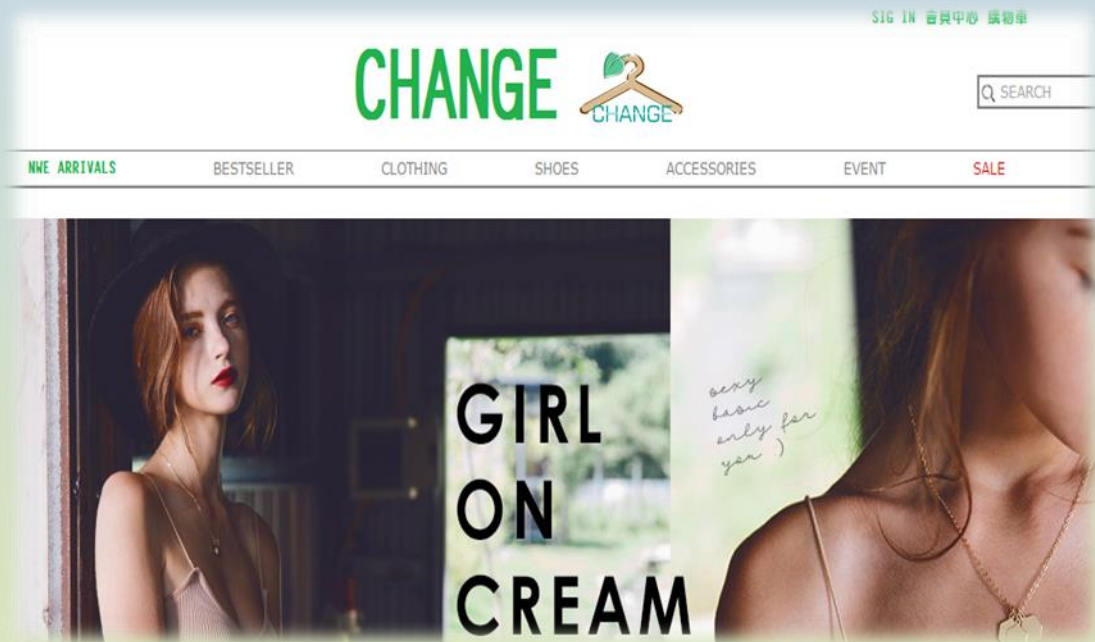 SIG IN 會員中心 購物車
CHANGE
CHANGE
SEARCH
NWE ARRIVALS BESTSELLER CLOTHING SHOES ACCESSORIES EVENT SALE
GIRL
ON
CREAM
sexy
basic
only for
you :)